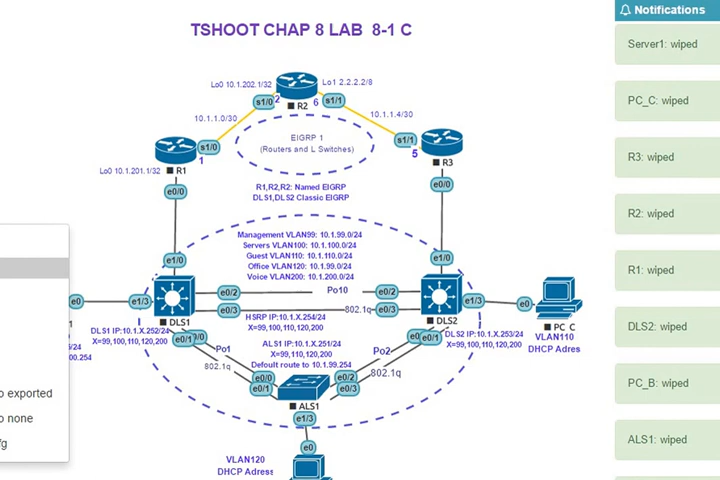 TSHOOT CHAP 8 LAB 8-1 C
Notifications
Server1: wiped
PC_C: wiped
R3: wiped
R2: wiped
R1: wiped
DLS2: wiped
PC_B: wiped
ALS1: wiped
Lo0 10.1.202.1/32
Lo1 2.2.2.2/8
s1/0
2
R2
6
s1/1
10.1.1.0/30
10.1.1.4/30
EIGRP 1
(Routers and L Switches)
s1/0
1
R1
Lo0 10.1.201.1/32
s1/1
5
R3
e0/0
e0/0
R1,R2,R2: Named EIGRP
DLS1,DLS2 Classic EIGRP
Management VLAN99: 10.1.99.0/24
Servers VLAN100: 10.1.100.0/24
Guest VLAN110: 10.1.110.0/24
Office VLAN120: 10.1.99.0/24
Voice VLAN200: 10.1.200.0/24
e1/0
e1/0
e0
e1/3
DLS1
e0/2
Po10
e0/2
e0/3
802.1q
e0/3
DLS2
e1/3
e0
PC_C
VLAN110
DHCP Adres
HSRP IP:10.1.X.254/24
X=99,100,110,120,200
DLS1 IP:10.1.X.252/24
X=99,100,110,120,200
DLS2 IP:10.1.X.253/24
X=99,100,110,120,200
ALS1 IP:10.1.X.251/24
X=99,110,120,200
Defoult route to 10.1.99.254
e0/1
/0
Po1
802.1q
e0/0
e0/1
e0/1
Po2
802.1q
e0/2
e0/3
ALS1
e1/3
e0
VLAN120
DHCP Adress
1
5/24
00.254
o exported
o none
fg